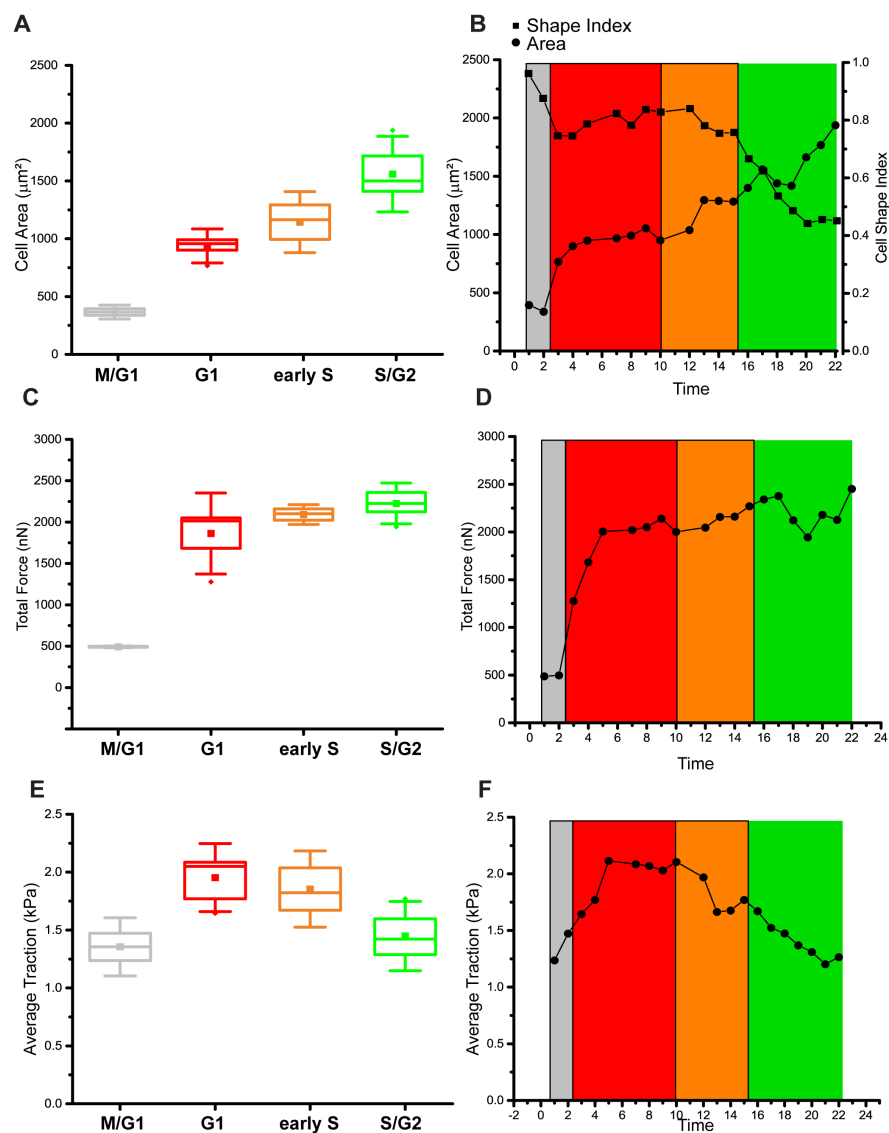 A
Cell Area (μm²)
2500
2000
1500
1000
500
0
M/G1 G1 early S S/G2
B
■ Shape Index
● Area
Cell Area (μm²)
2500
2000
1500
1000
500
0
1.0
0.8
0.6
0.4
0.2
0.0
Cell Shape Index
0 2 4 6 8 10 12 14 16 18 20 22
Time
C
Total Force (nN)
3000
2500
2000
1500
1000
500
0
M/G1 G1 early S S/G2
D
Total Force (nN)
3000
2500
2000
1500
1000
500
0
0 2 4 6 8 10 12 14 16 18 20 22 24
Time
E
Average Traction (kPa)
2.5
2.0
1.5
1.0
0.5
0.0
M/G1 G1 early S S/G2
F
Average Traction (kPa)
2.5
2.0
1.5
1.0
0.5
0.0
-2 0 2 4 6 8 10 12 14 16 18 20 22 24
Time